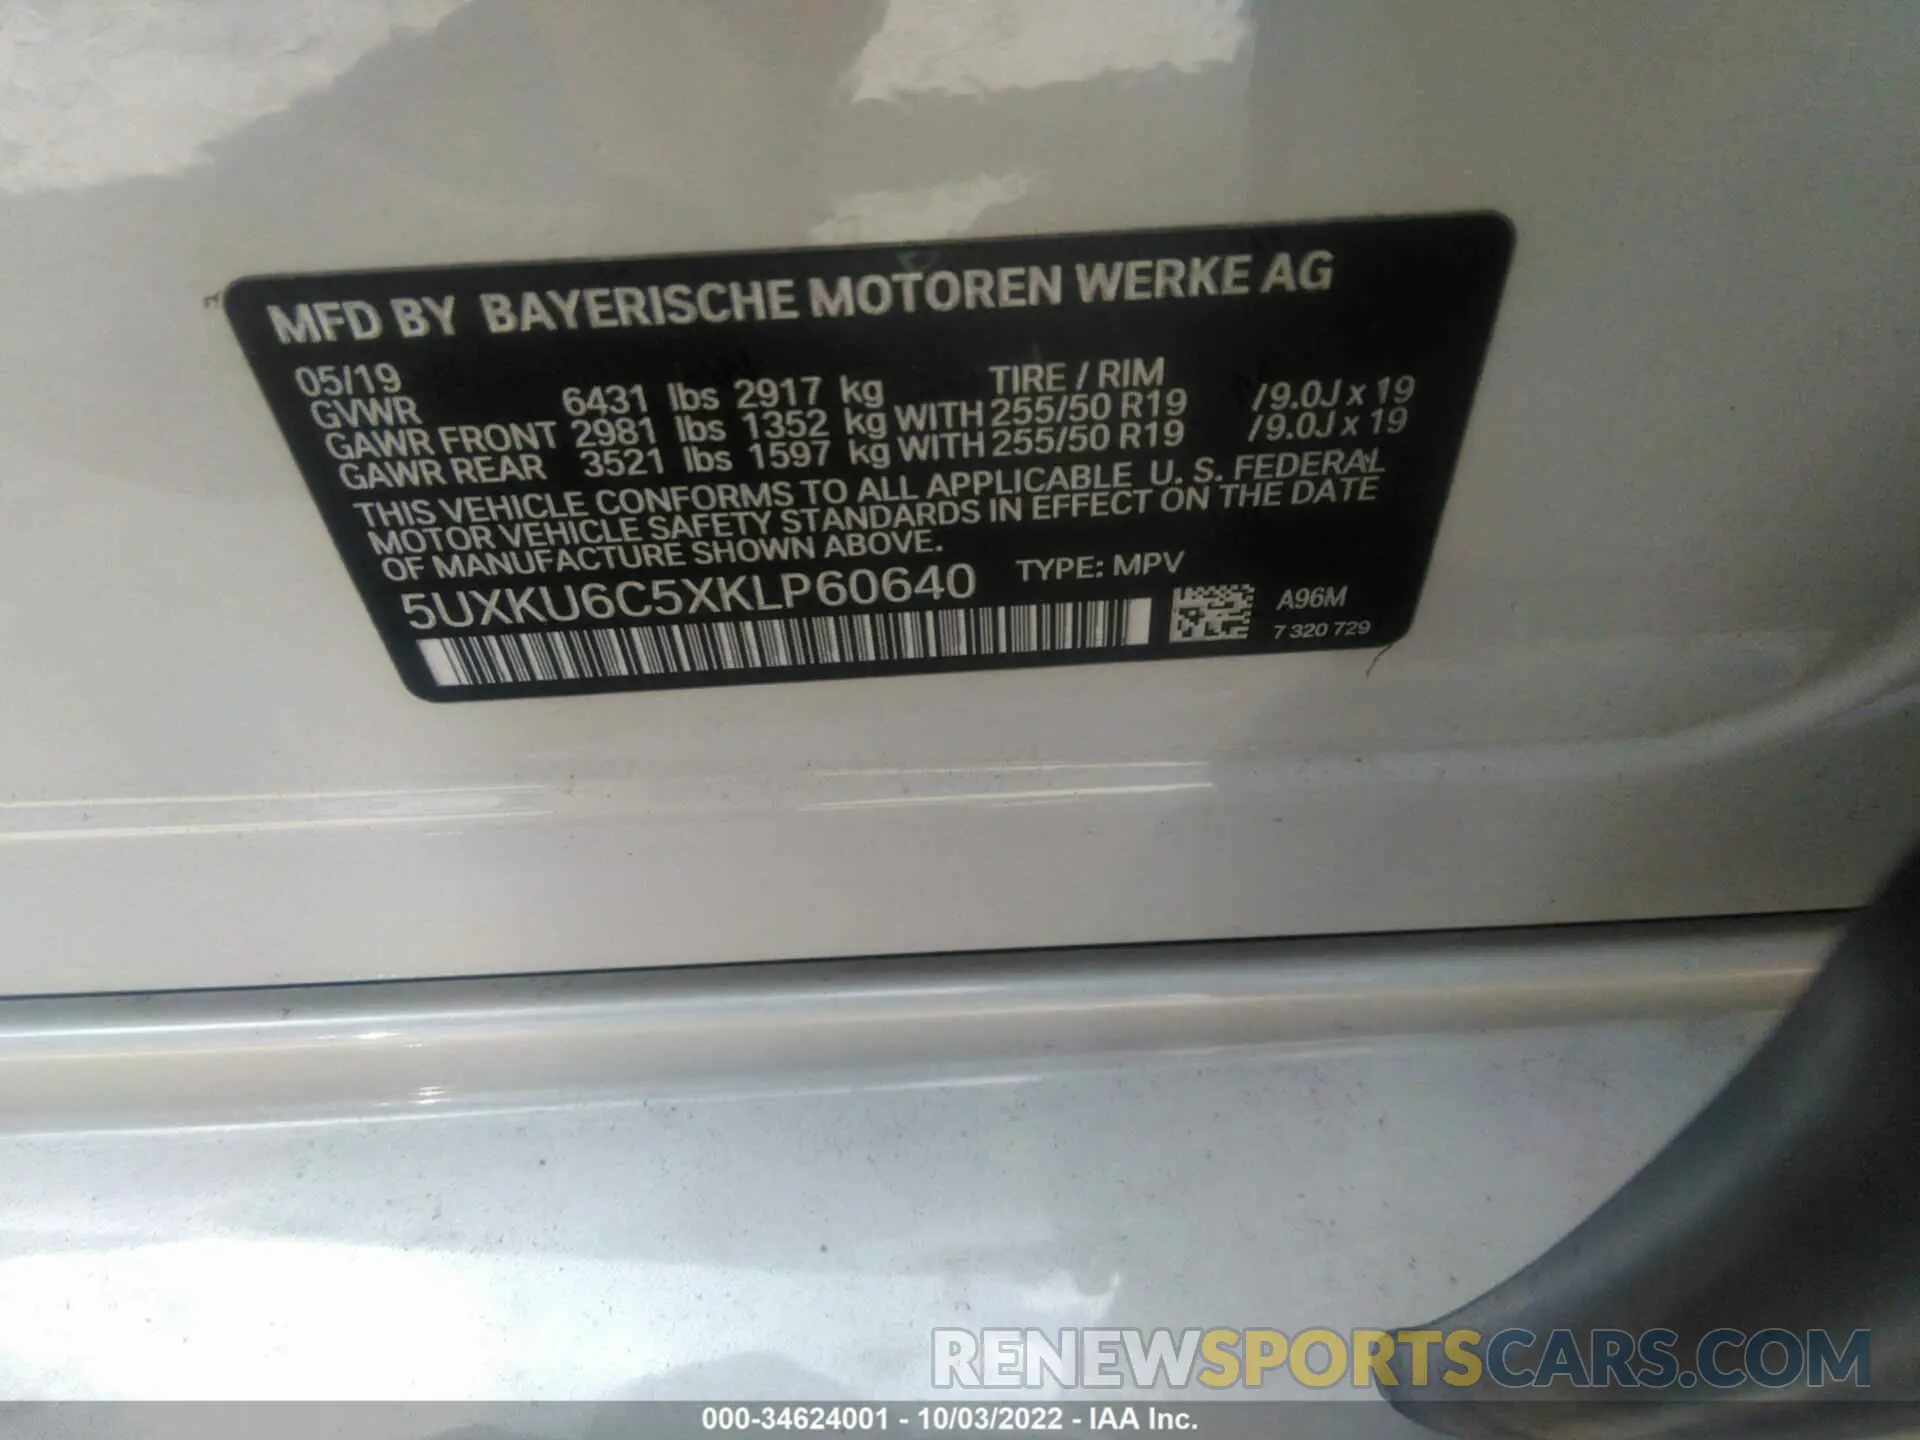 MFD BY BAYERISCHE MOTOREN WERKE AG
05/19 TIRE / RIM
GVWR 6431 lbs 2917 kg
GAWR FRONT 2981 lbs 1352 kg WITH 255/50 R19 /9.0J x 19
GAWR REAR 3521 lbs 1597 kg WITH 255/50 R19 /9.0J x 19
THIS VEHICLE CONFORMS TO ALL APPLICABLE U. S. FEDERAL
MOTOR VEHICLE SAFETY STANDARDS IN EFFECT ON THE DATE
OF MANUFACTURE SHOWN ABOVE.
5UXKU6C5XKLP60640 TYPE: MPV
A96M
7 320 729
RENEWSPORTSCARS.COM
000-34624001 - 10/03/2022 - IAA Inc.